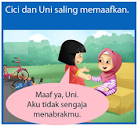 Cici dan Uni saling memaafkan.
Maaf ya, Uni.
Aku tidak sengaja
menabrakmu.